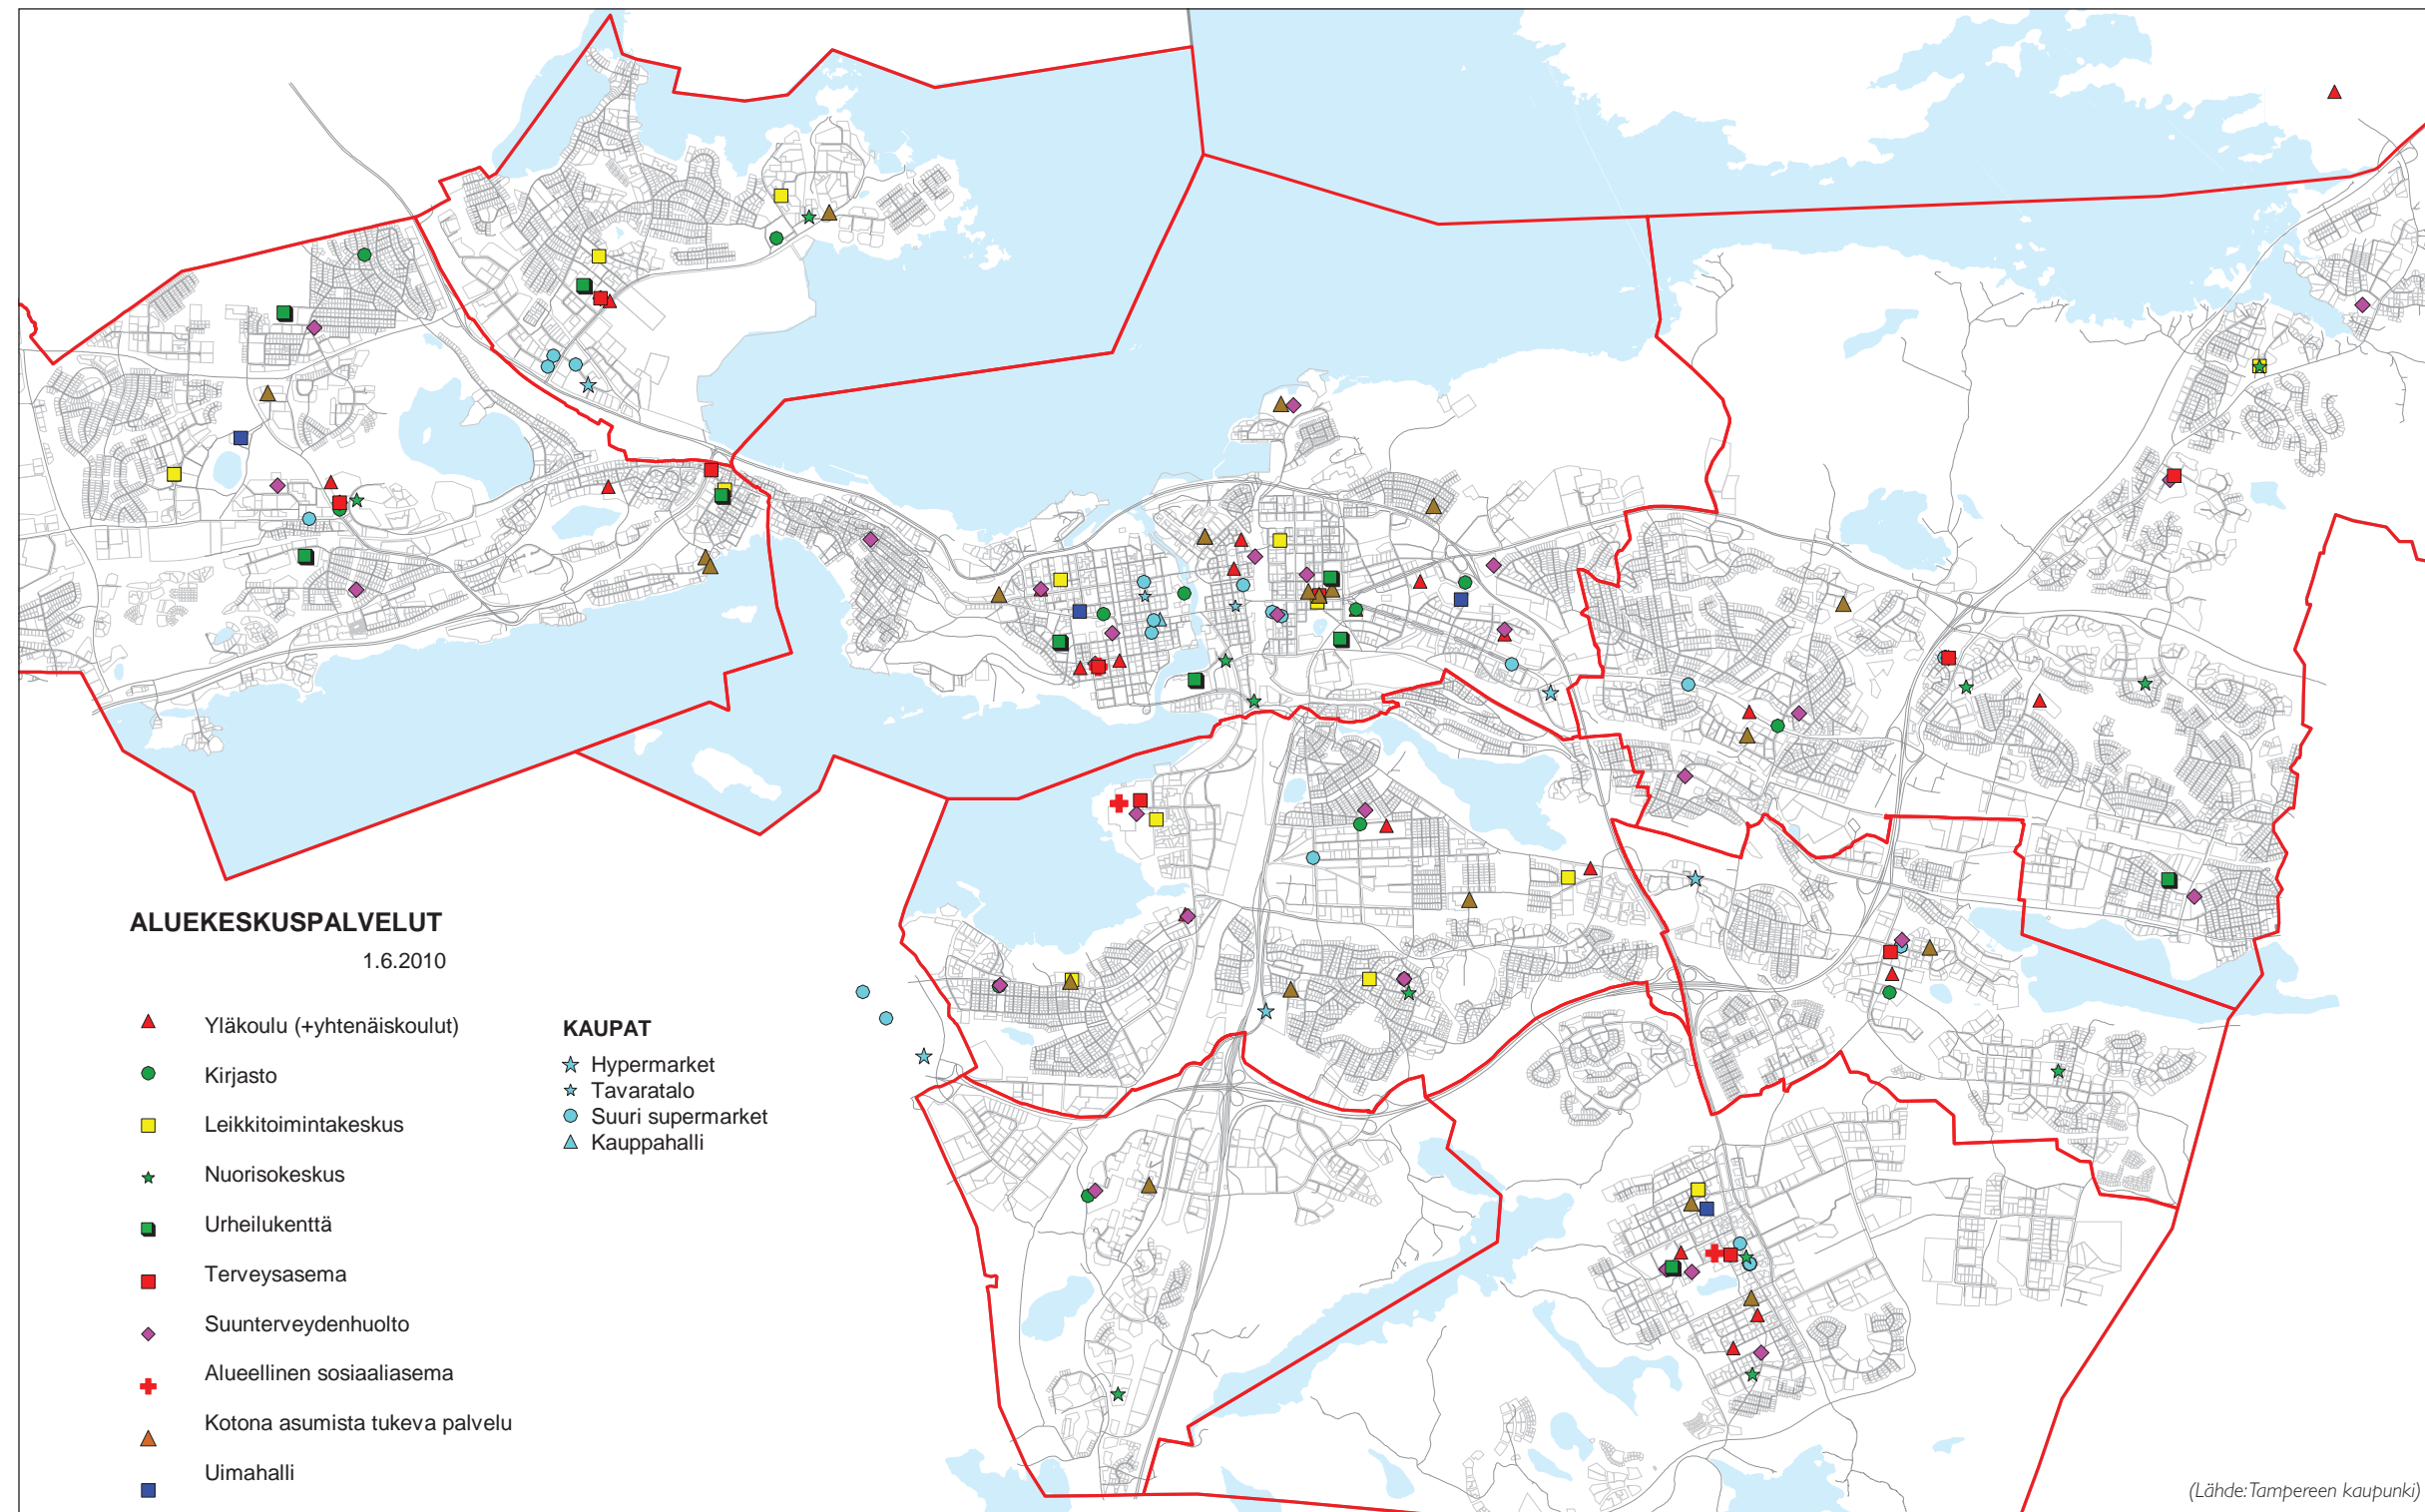 ALUEKESKUSPALVELUT
1.6.2010
Yläkoulu (+yhtenäiskoulut)
Kirjasto
Leikkitoimintakeskus
Nuorisokeskus
Urheilukenttä
Terveysasema
Suunterveydenhuolto
Alueellinen sosiaaliasema
Kotona asumista tukeva palvelu
Uimahalli
KAUPAT
Hypermarket
Tavaratalo
Suuri supermarket
Kauppahalli
(Lähde: Tampereen kaupunki)